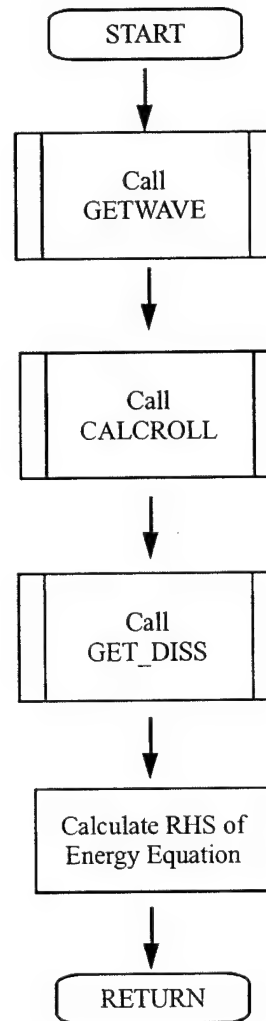 START
Call
GETWAVE
Call
CALCROLL
Call
GET_DISS
Calculate RHS of
Energy Equation
RETURN